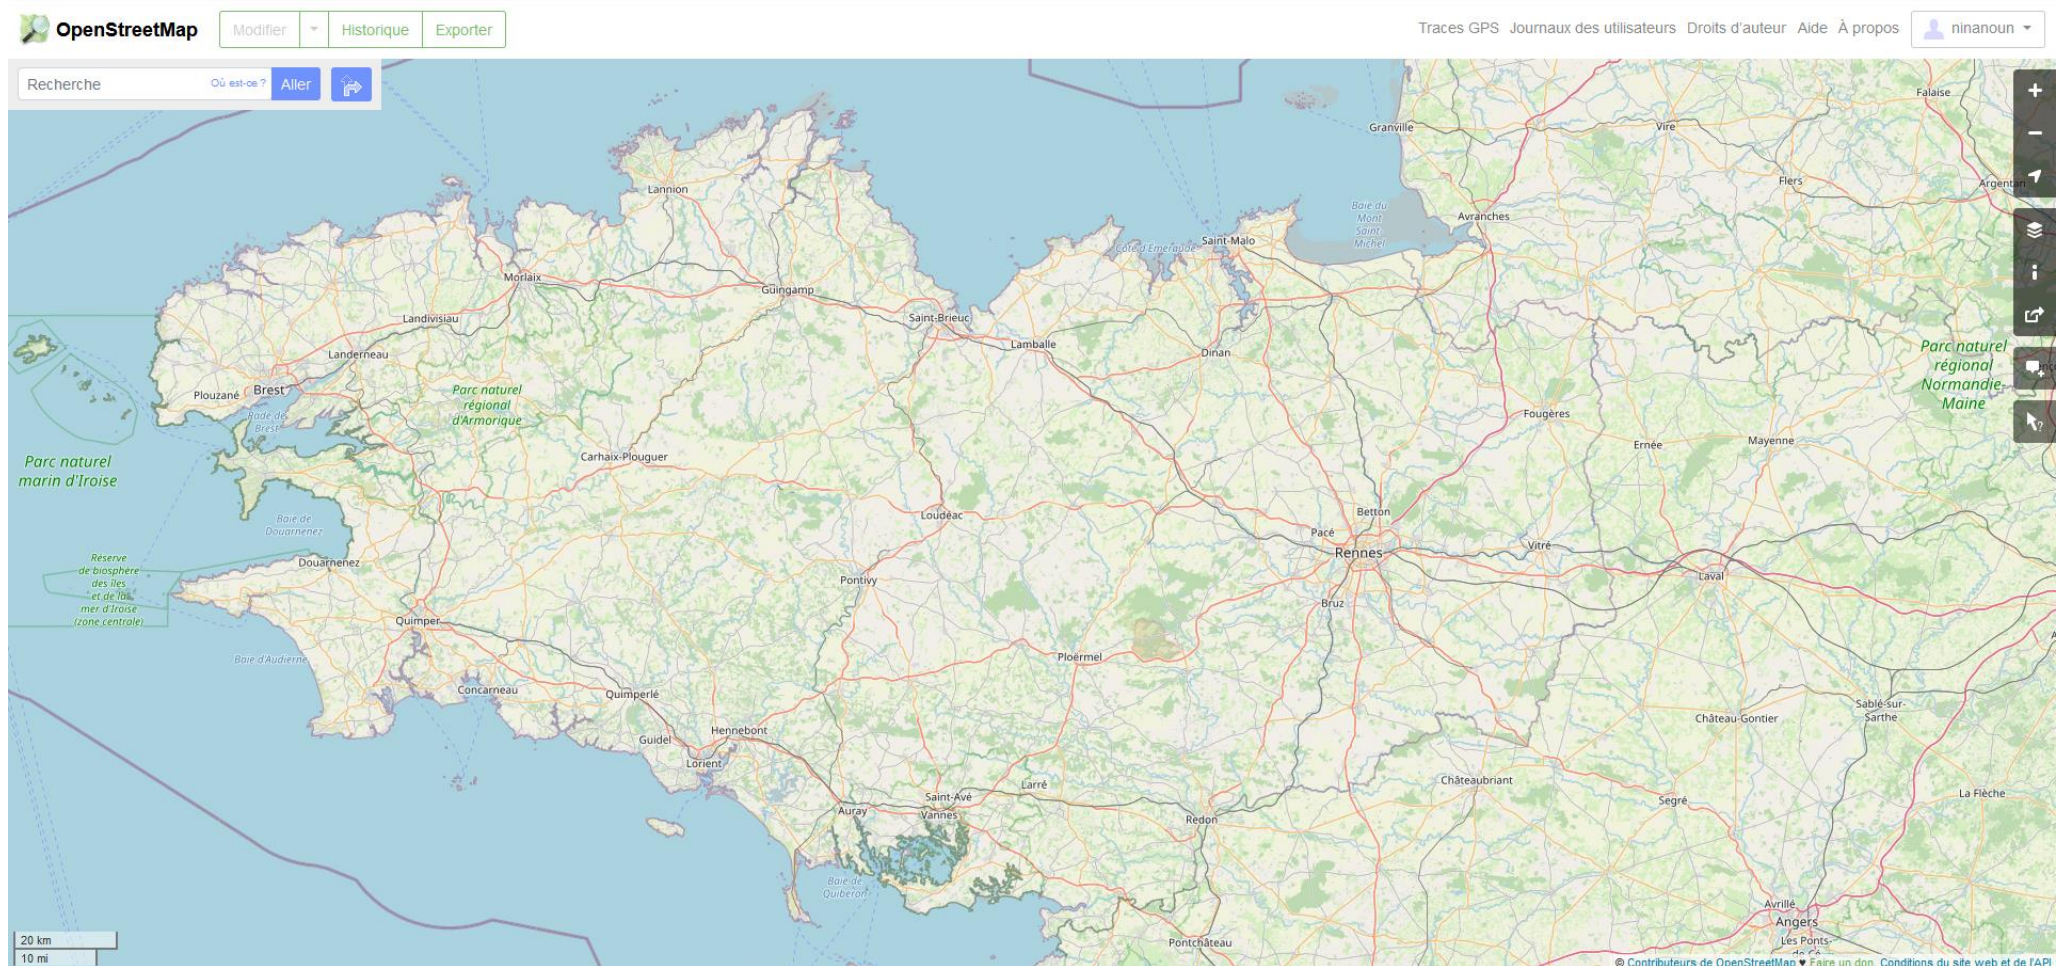 OpenStreetMap
Modifier
Historique
Exporter
Traces GPS
Journaux des utilisateurs
Droits d'auteur
Aide
À propos
ninanoun
Recherche
Où est-ce ?
Aller
Falaise
Granville
Vire
Flers
Argentan
Lannion
Baie du
Mont
Saint
Michel
Avranches
Saint-Malo
Côte d'Emeraude
Morlaix
Guingamp
Landivisiau
Saint-Brieuc
Lamballe
Dinan
Landerneau
Parc naturel
régional
Normandie-
Maine
Plouzané
Brest
Rade de
Brest
Parc naturel
régional
d'Armorique
Fougères
Ernée
Mayenne
Carhaix-Plouguer
Parc naturel
marin d'Iroise
Baie de
Douarnenez
Loudéac
Betton
Pacé
Rennes
Vitré
Laval
Réserve
de biosphère
des îles
et de la
mer d'Iroise
(zone centrale)
Douarnenez
Pontivy
Bruz
Quimper
Baie d'Audierne
Ploërmel
Concarneau
Quimperlé
Sablé-sur-
Sarthe
Château-Gontier
Guidel
Hennebont
Lorient
Châteaubriant
Larré
Saint-Avé
Vannes
Auray
Redon
Segré
La Flèche
Baie de
Quiberon
Avrillé
Angers
Les Ponts-
de-Cé
Pontchâteau
20 km
10 mi
© Contributeurs de OpenStreetMap ♥ Faire un don. Conditions du site web et de l'API